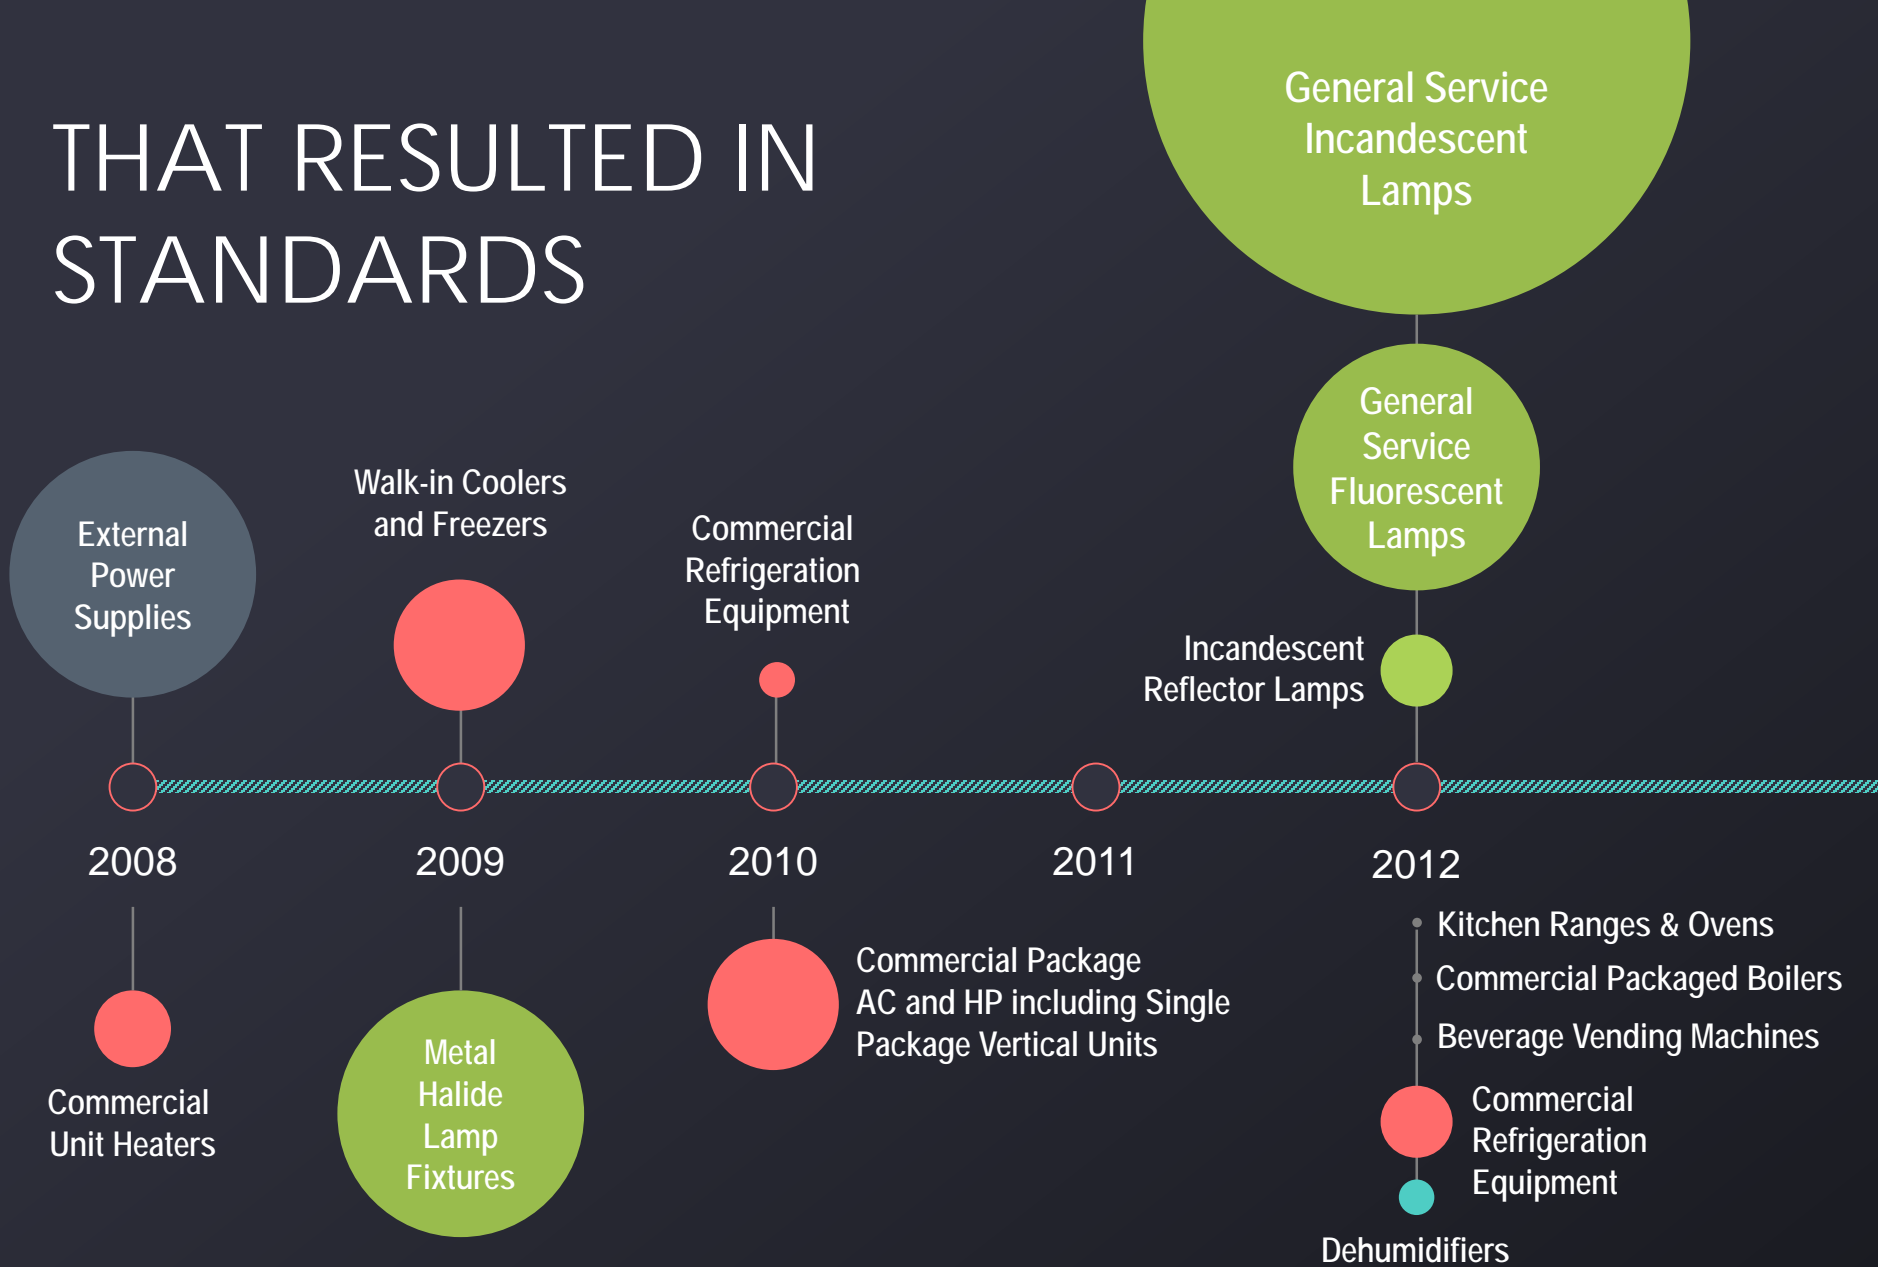 THAT RESULTED IN
STANDARDS
General Service
Incandescent
Lamps
General
Service
Fluorescent
Lamps
Incandescent
Reflector Lamps
External
Power
Supplies
Walk-in Coolers
and Freezers
Commercial
Refrigeration
Equipment
2008
2009
2010
2011
2012
Commercial
Unit Heaters
Metal
Halide
Lamp
Fixtures
Commercial Package
AC and HP including Single
Package Vertical Units
Kitchen Ranges & Ovens
Commercial Packaged Boilers
Beverage Vending Machines
Commercial
Refrigeration
Equipment
Dehumidifiers